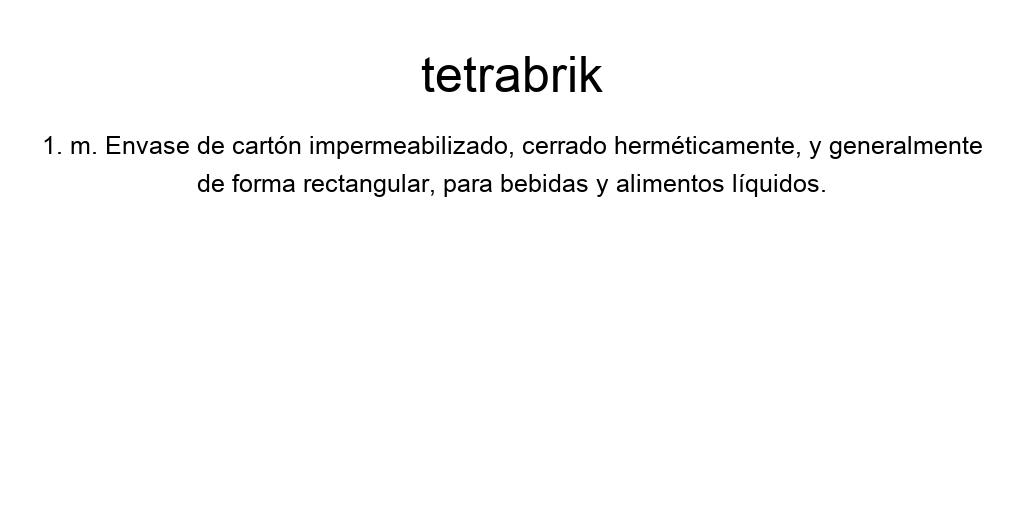 tetrabrik
1. m. Envase de cartón impermeabilizado, cerrado herméticamente, y generalmente
de forma rectangular, para bebidas y alimentos líquidos.